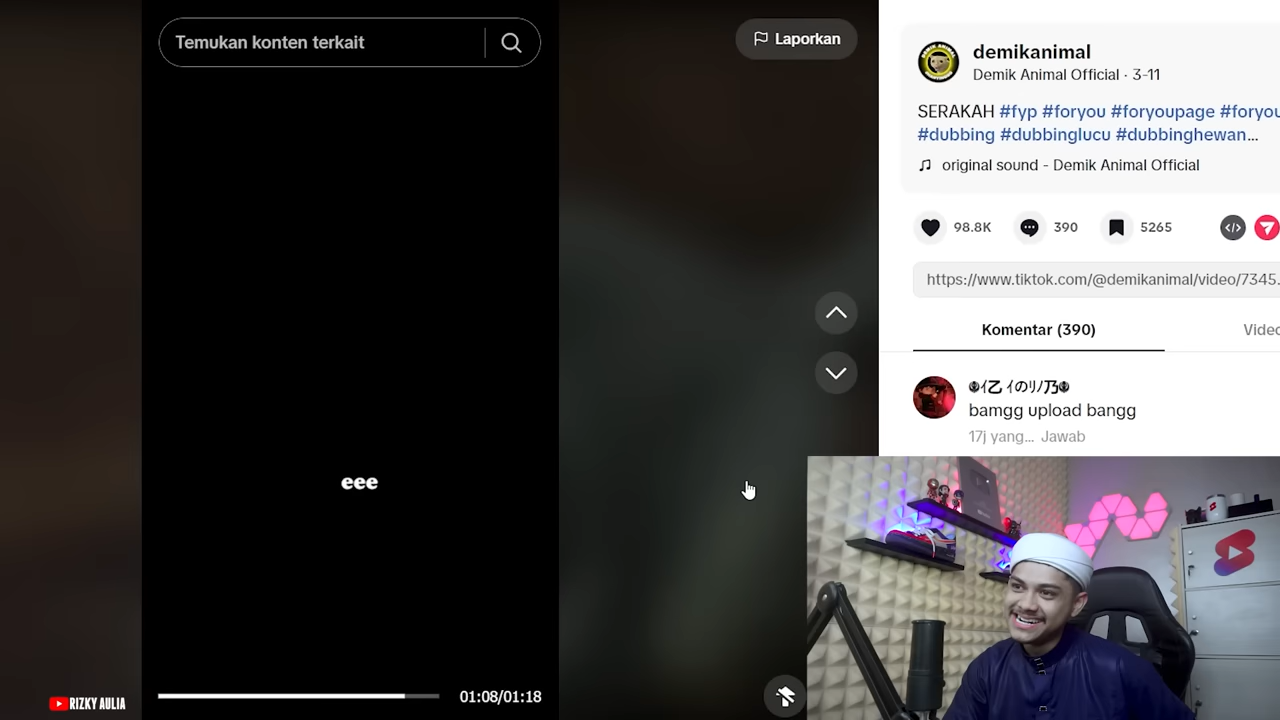 Temukan konten terkait
Laporkan
eee
01:08/01:18
RIZKY AULIA
demikanimal
Demik Animal Official · 3-11
SERAKAH #fyp #foryou #foryoupage #foryou
#dubbing #dubbinglucu #dubbinghewan...
original sound - Demik Animal Official
98.8K
390
5265
https://www.tiktok.com/@demikanimal/video/7345.
Komentar (390)
Video
bamgg upload bangg
17j yang... Jawab